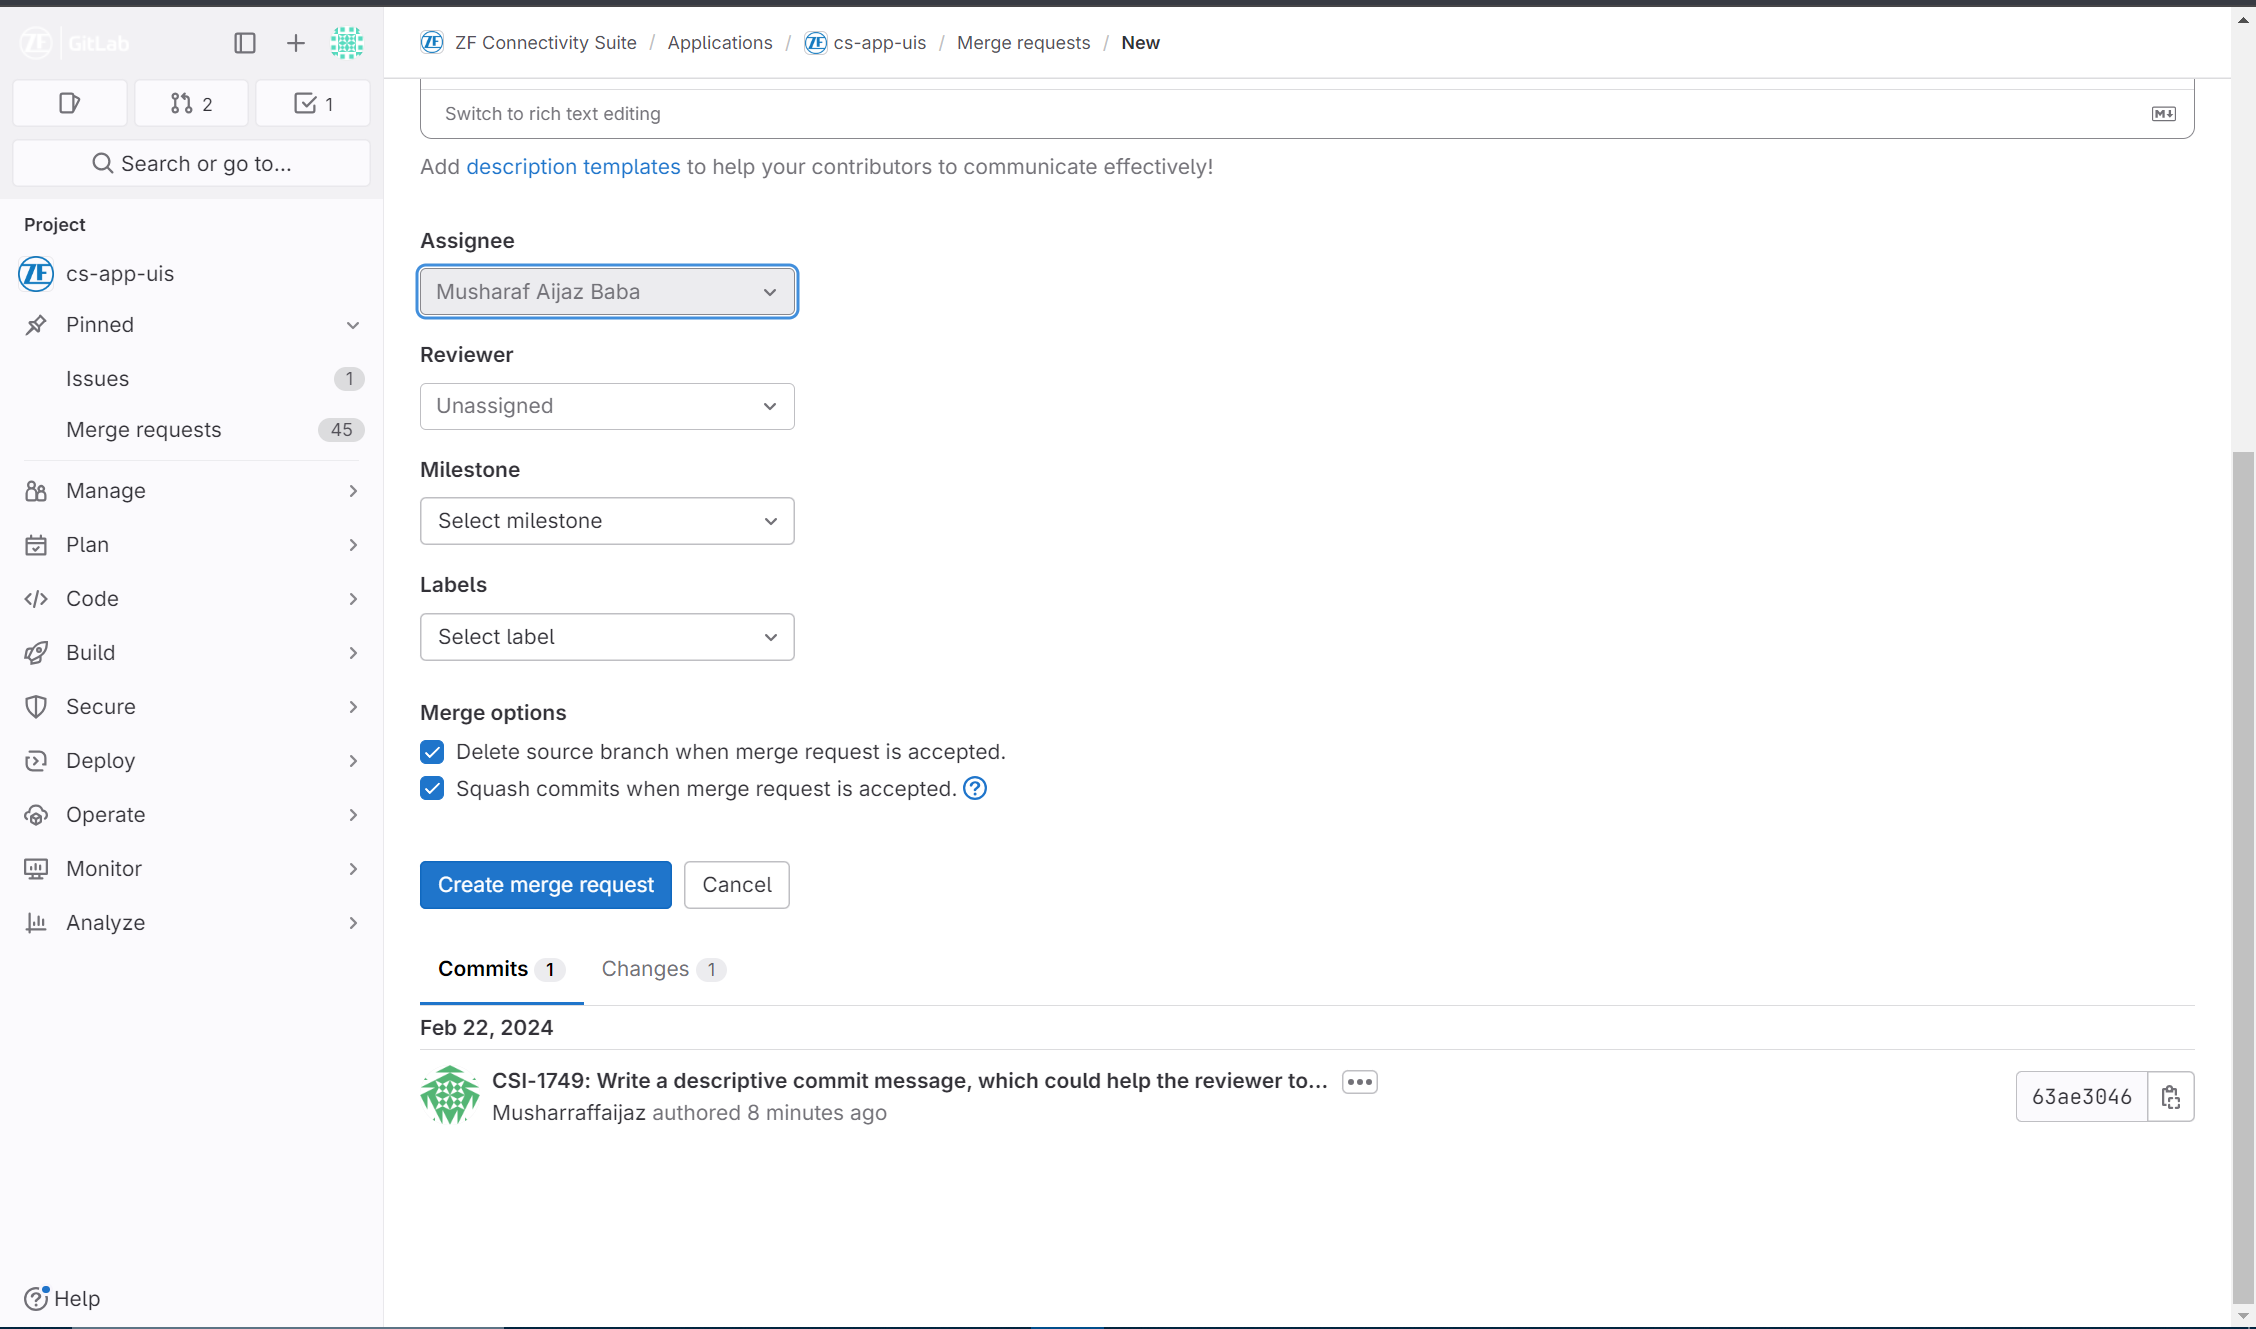 ZF GitLab
2
1
Search or go to...
Project
ZF cs-app-uis
Pinned
Issues 1
Merge requests 45
Manage
Plan
Code
Build
Secure
Deploy
Operate
Monitor
Analyze
Help
ZF ZF Connectivity Suite / Applications / ZF cs-app-uis / Merge requests / New
Switch to rich text editing
Add description templates to help your contributors to communicate effectively!
Assignee
Musharaf Aijaz Baba
Reviewer
Unassigned
Milestone
Select milestone
Labels
Select label
Merge options
Delete source branch when merge request is accepted.
Squash commits when merge request is accepted.
Create merge request Cancel
Commits 1 Changes 1
Feb 22, 2024
CSI-1749: Write a descriptive commit message, which could help the reviewer to...
Musharraffaijaz authored 8 minutes ago
63ae3046